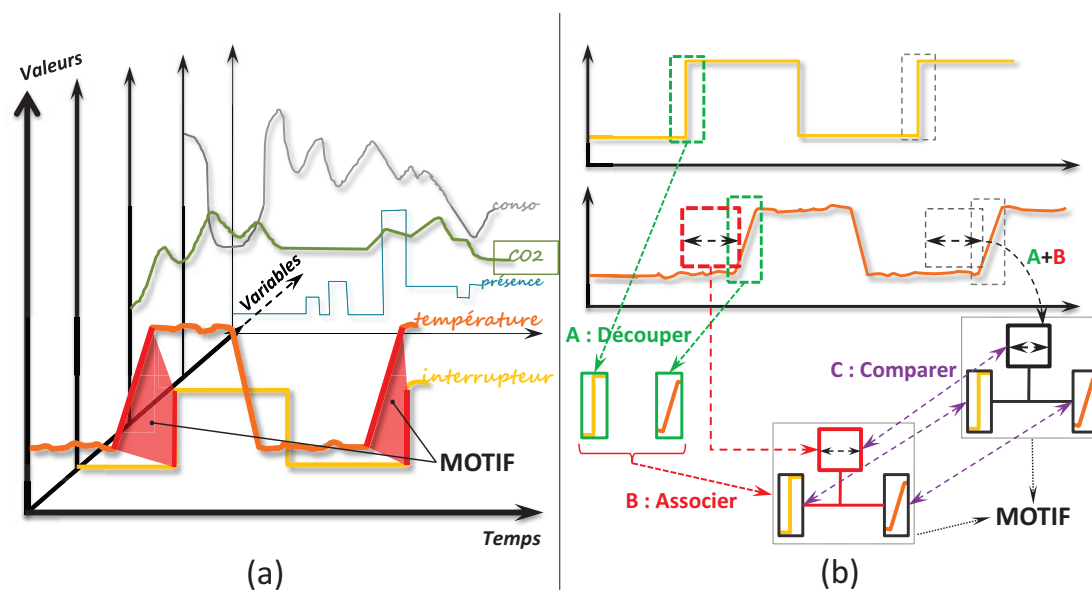 Valeurs
conso
CO2
Variables
présence
température
interrupteur
MOTIF
Temps
(a)
A+B
A : Découper
C : Comparer
B : Associer
MOTIF
(b)